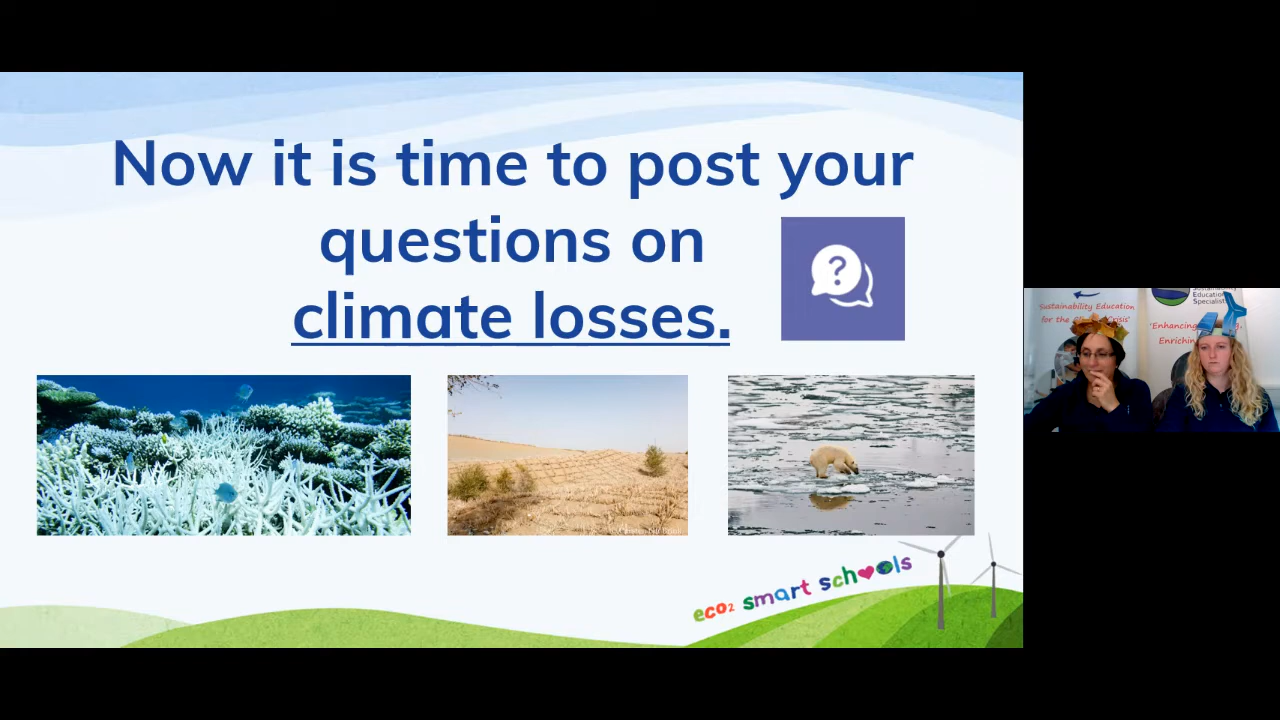 Now it is time to post your
questions on
climate losses.
?
eco2 smart schools
Sustainability Education
for the
Crisis'
Sustainability
Education
Specialist
'Enhancing
Enriching